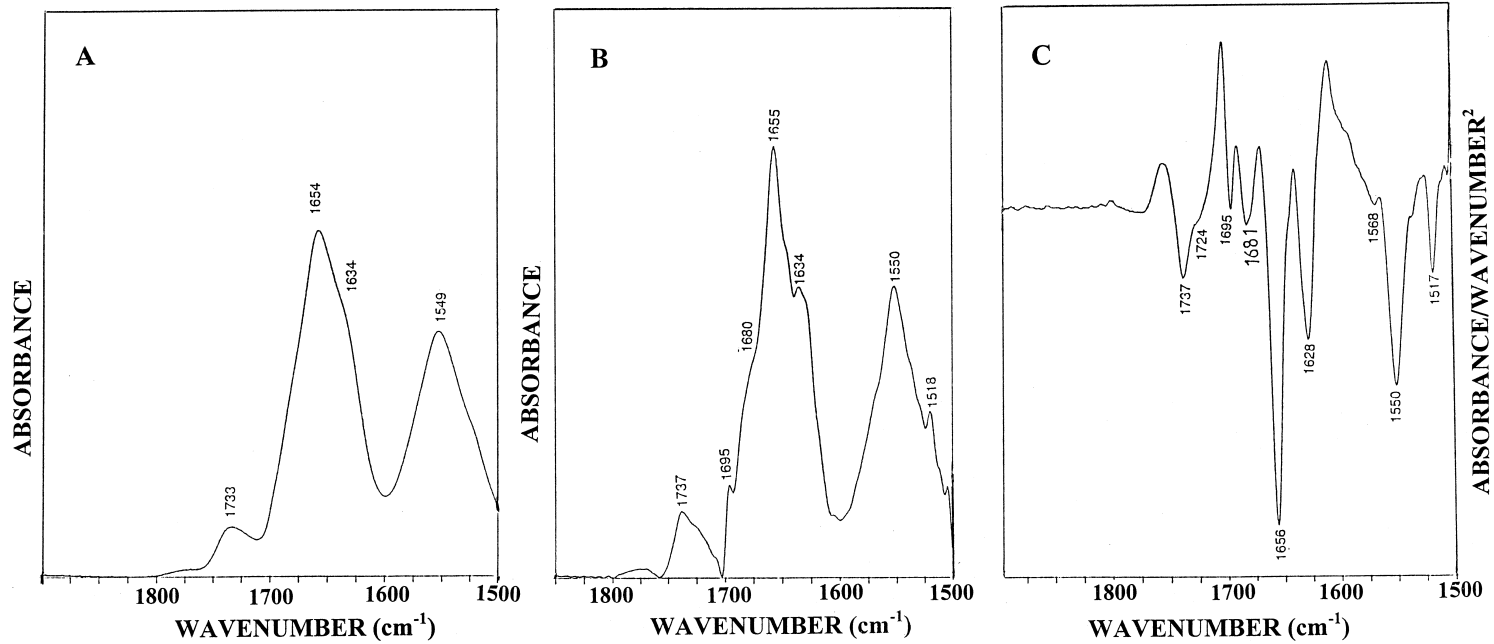 A
ABSORBANCE
1733
1654
1634
1549
1800 1700 1600 1500
WAVENUMBER (cm-1)
B
ABSORBANCE
1737
1695
1680
1655
1634
1550
1518
1800 1700 1600 1500
WAVENUMBER (cm-1)
C
1737
1724
1695
1681
1656
1628
1568
1550
1517
1800 1700 1600 1500
WAVENUMBER (cm-1)
ABSORBANCE/WAVENUMBER2